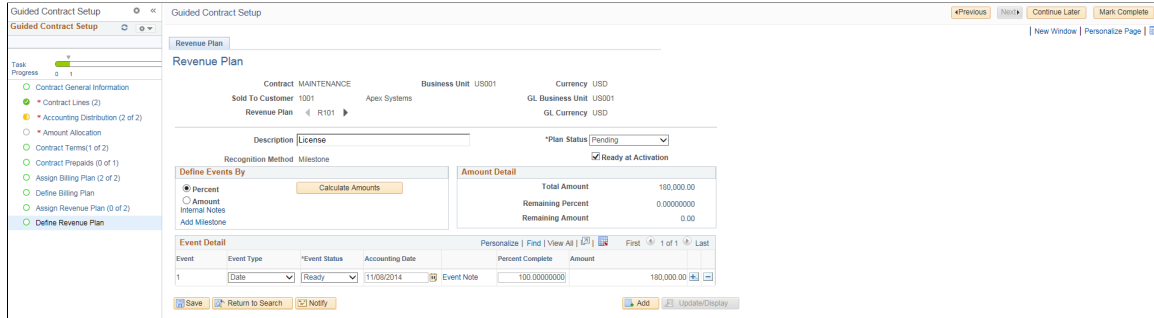 Guided Contract Setup
Guided Contract Setup
Task
Progress 0 1
Contract General Information
* Contract Lines (2)
* Accounting Distribution (2 of 2)
* Amount Allocation
Contract Terms(1 of 2)
Contract Prepaids (0 of 1)
Assign Billing Plan (2 of 2)
Define Billing Plan
Assign Revenue Plan (0 of 2)
Define Revenue Plan
Guided Contract Setup
Previous Next Continue Later Mark Complete
New Window | Personalize Page |
Revenue Plan
Revenue Plan
Contract MAINTENANCE Business Unit US001 Currency USD
Sold To Customer 1001 Apex Systems GL Business Unit US001
Revenue Plan R101 GL Currency USD
Description License *Plan Status Pending
Recognition Method Milestone Ready at Activation
Define Events By
Percent Calculate Amounts
Amount
Internal Notes
Add Milestone
Amount Detail
Total Amount 180,000.00
Remaining Percent 0.00000000
Remaining Amount 0.00
Event Detail Personalize | Find | View All | | First 1 of 1 Last
Event Event Type *Event Status Accounting Date Percent Complete Amount
1 Date Ready 11/08/2014 Event Note 100.00000000 180,000.00
Save Return to Search Notify Add Update/Display